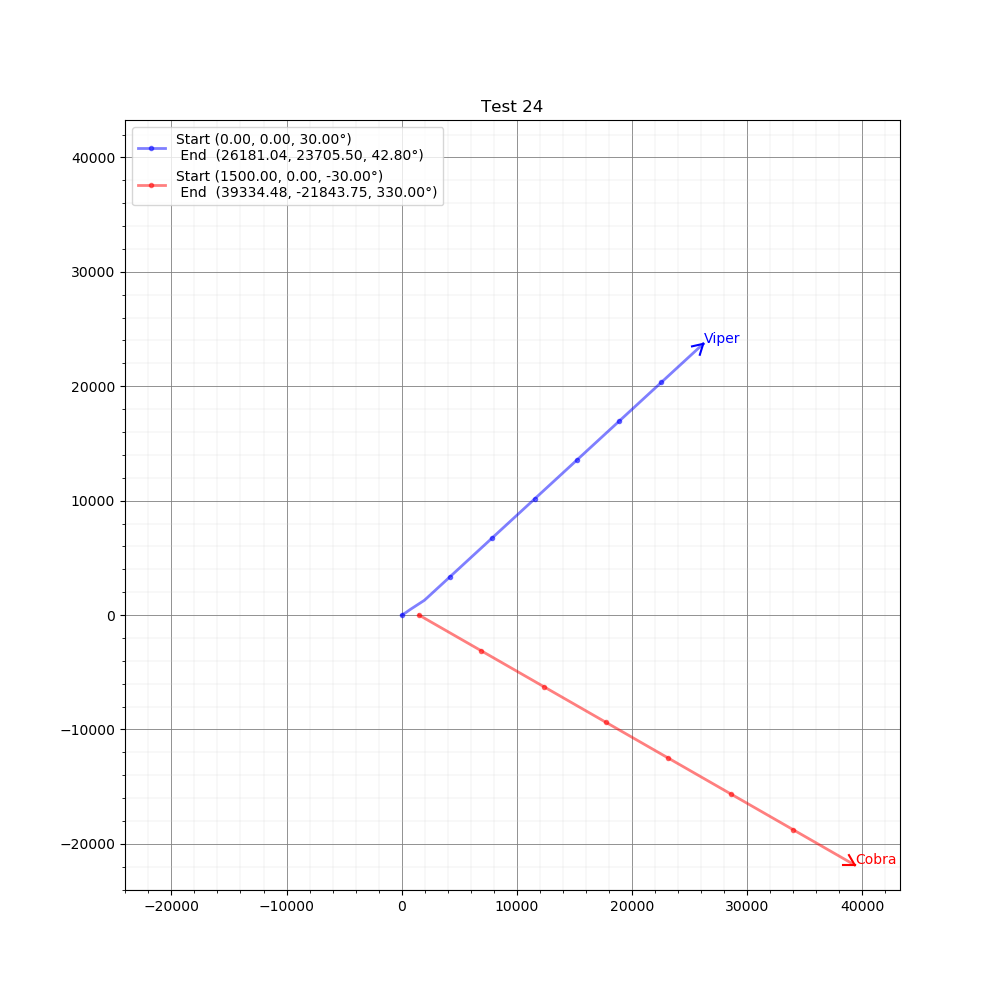 Test 24
Start (0.00, 0.00, 30.00°)
End (26181.04, 23705.50, 42.80°)
Start (1500.00, 0.00, -30.00°)
End (39334.48, -21843.75, 330.00°)
40000
30000
Viper
20000
10000
0
−10000
−20000
Cobra
−20000 −10000 0 10000 20000 30000 40000